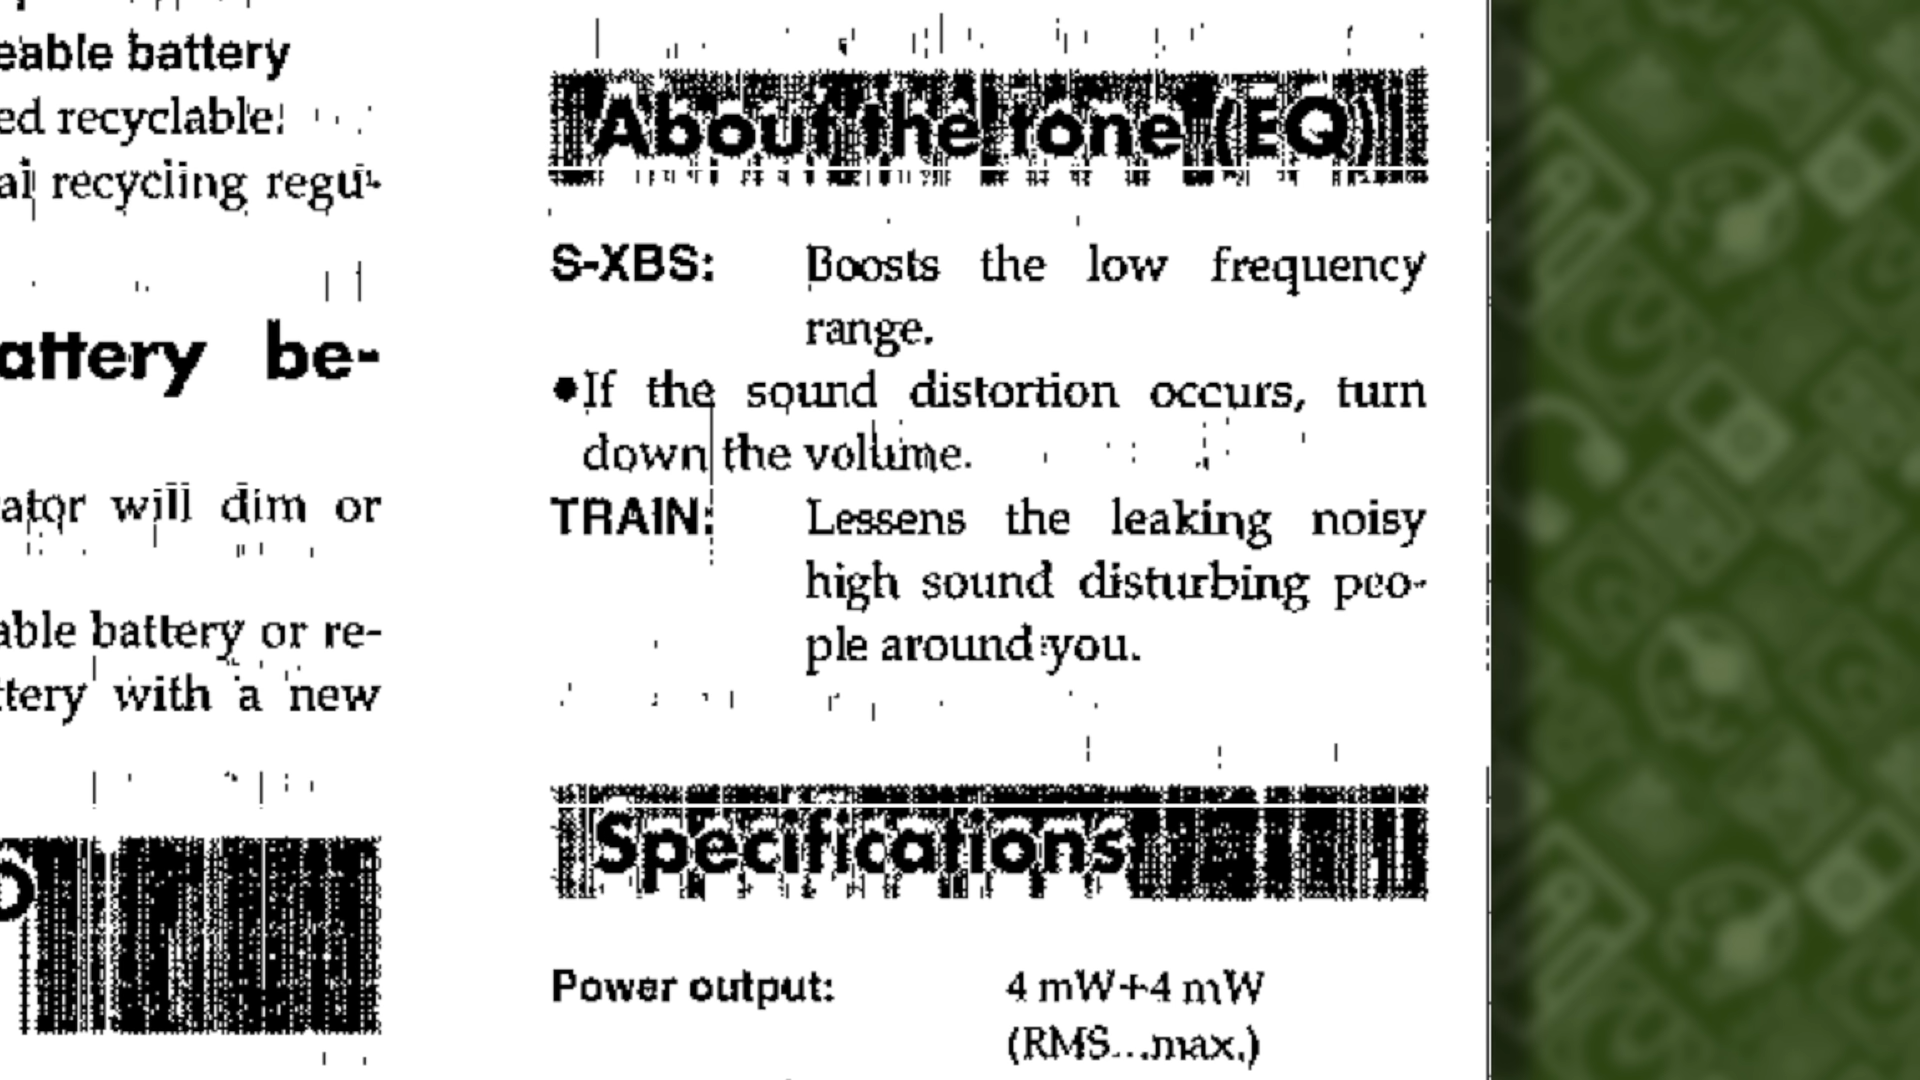 eable battery
ed recyclable.
al recycling regu-
attery be-
ator will dim or
able battery or re-
ttery with a new
About the tone (EQ)
S-XBS: Boosts the low frequency
range.
●If the sound distortion occurs, turn
down the volume.
TRAIN: Lessens the leaking noisy
high sound disturbing peo-
ple around you.
Specifications
Power output: 4 mW+4 mW
(RMS...max.)